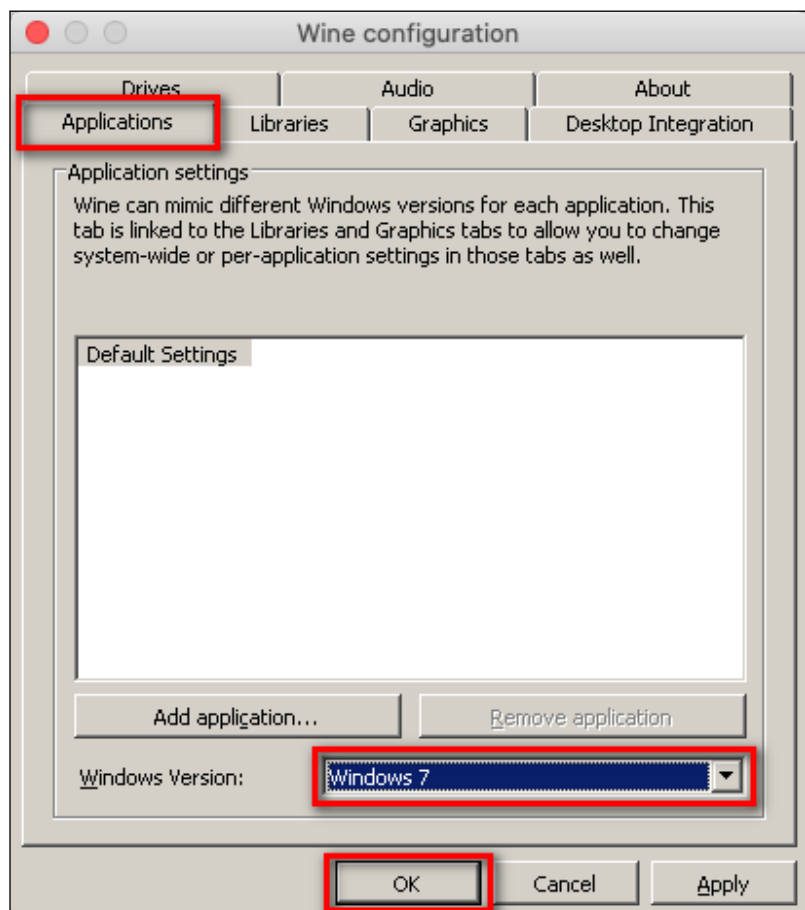 Wine configuration
Drives
Audio
About
Applications
Libraries
Graphics
Desktop Integration
Application settings
Wine can mimic different Windows versions for each application. This
tab is linked to the Libraries and Graphics tabs to allow you to change
system-wide or per-application settings in those tabs as well.
Default Settings
Add application...
Remove application
Windows Version:
Windows 7
OK
Cancel
Apply